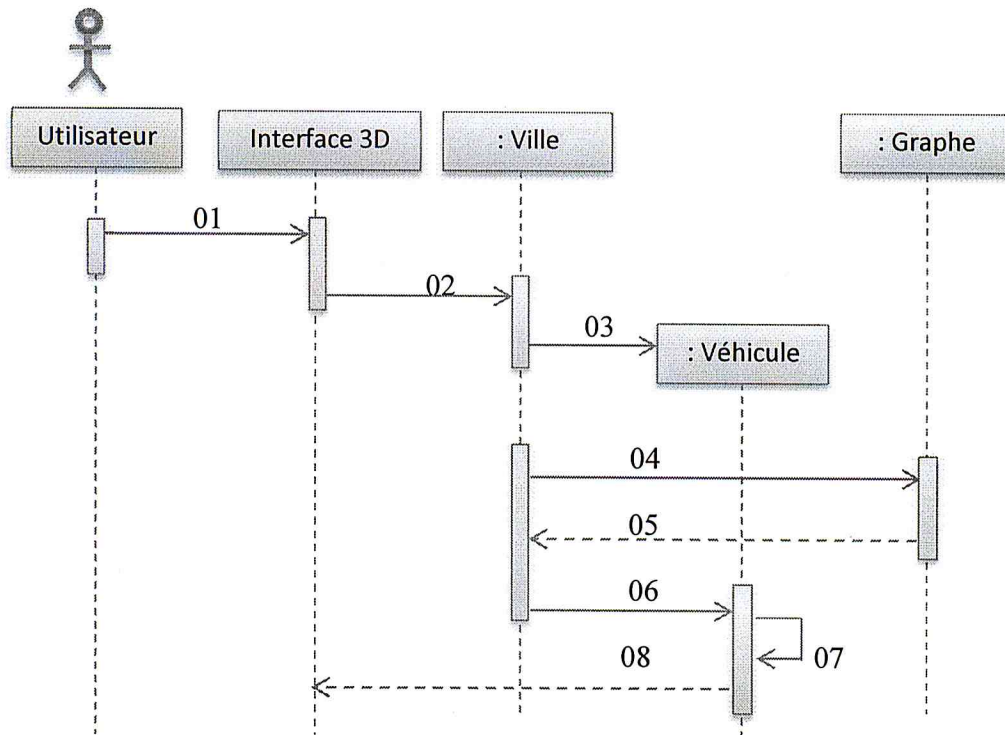 Utilisateur
Interface 3D
: Ville
: Graphe
01
02
03
: Véhicule
04
05
06
07
08